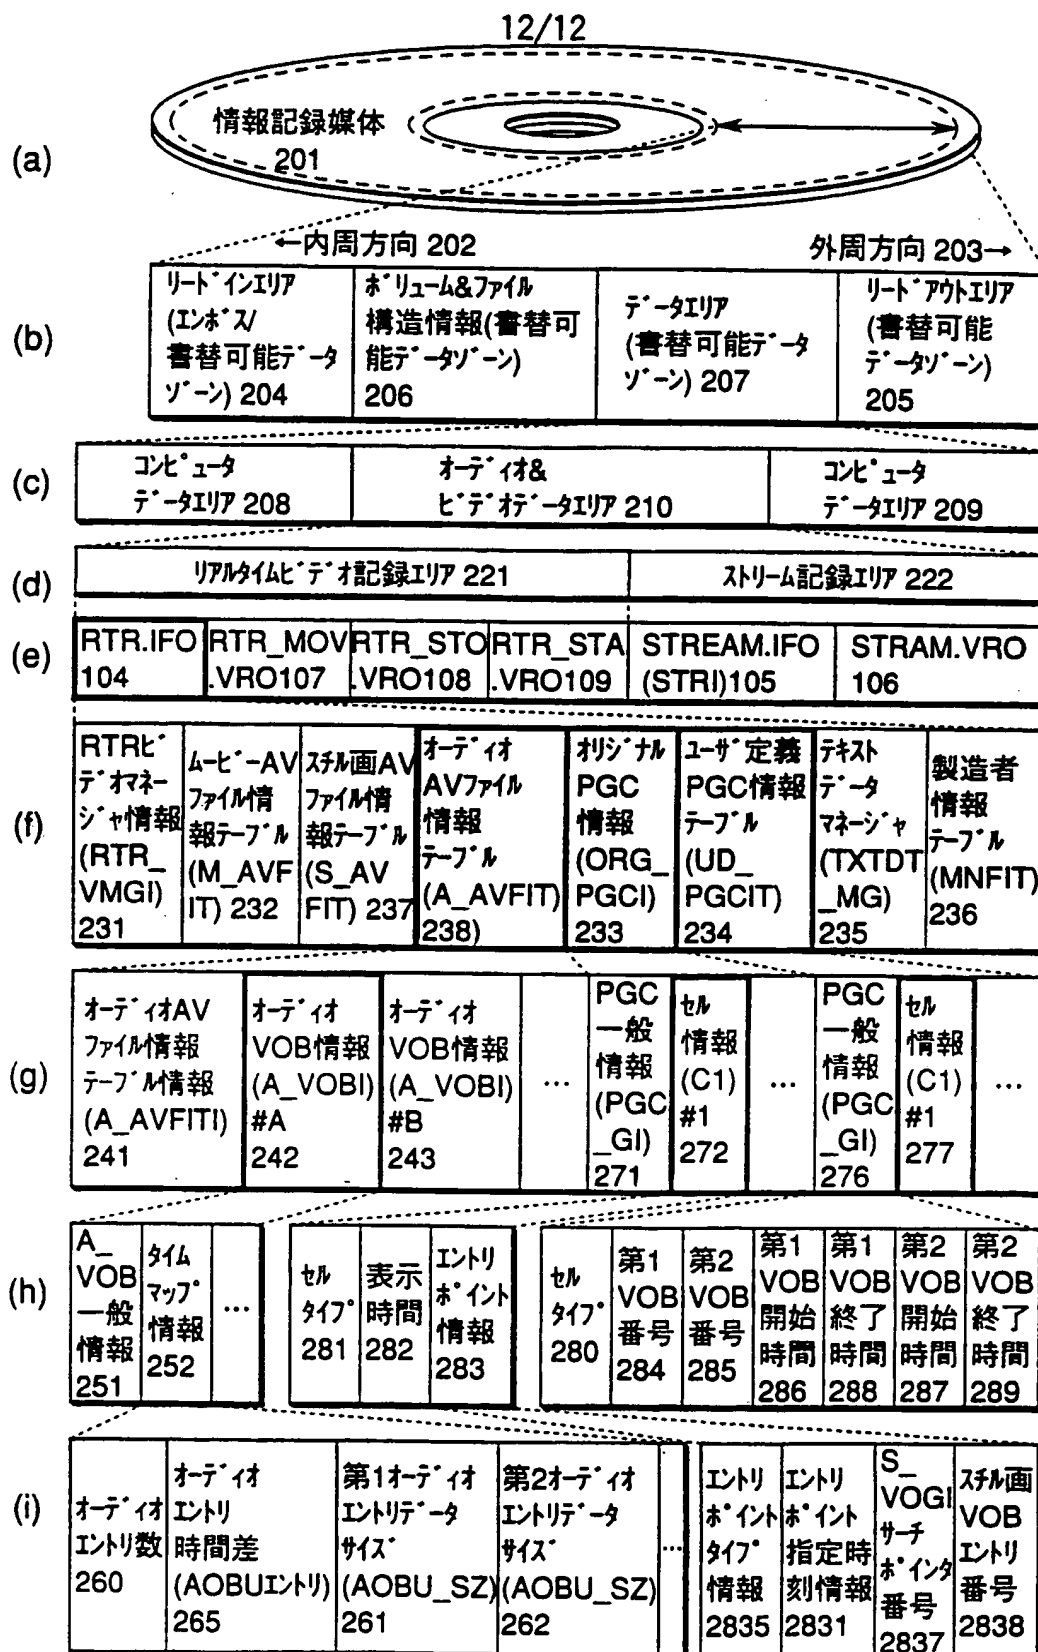 12/12
(a)
情報記録媒体
201
←内周方向 202
外周方向 203→
(b)
リードインエリア
(エンボス/
書替可能データ
ゾーン) 204
ボリューム&ファイル
構造情報(書替可
能データゾーン)
206
データエリア
(書替可能データ
ゾーン) 207
リードアウトエリア
(書替可能
データゾーン)
205
(c)
コンピュータ
データエリア 208
オーディオ&
ビデオデータエリア 210
コンピュータ
データエリア 209
(d)
リアルタイムビデオ記録エリア 221
ストリーム記録エリア 222
(e)
RTR.IFO
104
RTR_MOV
.VRO107
RTR_STO
.VRO108
RTR_STA
.VRO109
STREAM.IFO
(STRI)105
STRAM.VRO
106
(f)
RTRビ
デオマネー
ジャ情報
(RTR_
VMGI)
231
ムービーAV
ファイル情
報テーブル
(M_AVF
IT) 232
スチル画AV
ファイル情
報テーブル
(S_AV
FIT) 237
オーディオ
AVファイル
情報
テーブル
(A_AVFIT)
238)
オリジナル
PGC
情報
(ORG_
PGCI)
233
ユーザ定義
PGC情報
テーブル
(UD_
PGCIT)
234
テキスト
データ
マネージャ
(TXTDT
_MG)
235
製造者
情報
テーブル
(MNFIT)
236
(g)
オーディオAV
ファイル情報
テーブル情報
(A_AVFITI)
241
オーディオ
VOB情報
(A_VOBI)
#A
242
オーディオ
VOB情報
(A_VOBI)
#B
243
...
PGC
一般
情報
(PGC
_GI)
271
セル
情報
(C1)
#1
272
...
PGC
一般
情報
(PGC
_GI)
276
セル
情報
(C1)
#1
277
...
(h)
A_
VOB
一般
情報
251
タイム
マップ
情報
252
...
セル
タイプ
281
表示
時間
282
エントリ
ポイント
情報
283
セル
タイプ
280
第1
VOB
番号
284
第2
VOB
番号
285
第1
VOB
開始
時間
286
第1
VOB
終了
時間
288
第2
VOB
開始
時間
287
第2
VOB
終了
時間
289
(i)
オーディオ
エントリ数
260
オーディオ
エントリ
時間差
(AOBUエントリ)
265
第1オーディオ
エントリデータ
サイズ
(AOBU_SZ)
261
第2オーディオ
エントリデータ
サイズ
(AOBU_SZ)
262
...
エントリ
ポイント
タイプ
情報
2835
エントリ
ポイント
指定時
刻情報
2831
S_
VOGI
サーチ
ポインタ
番号
2837
スチル画
VOB
エントリ
番号
2838